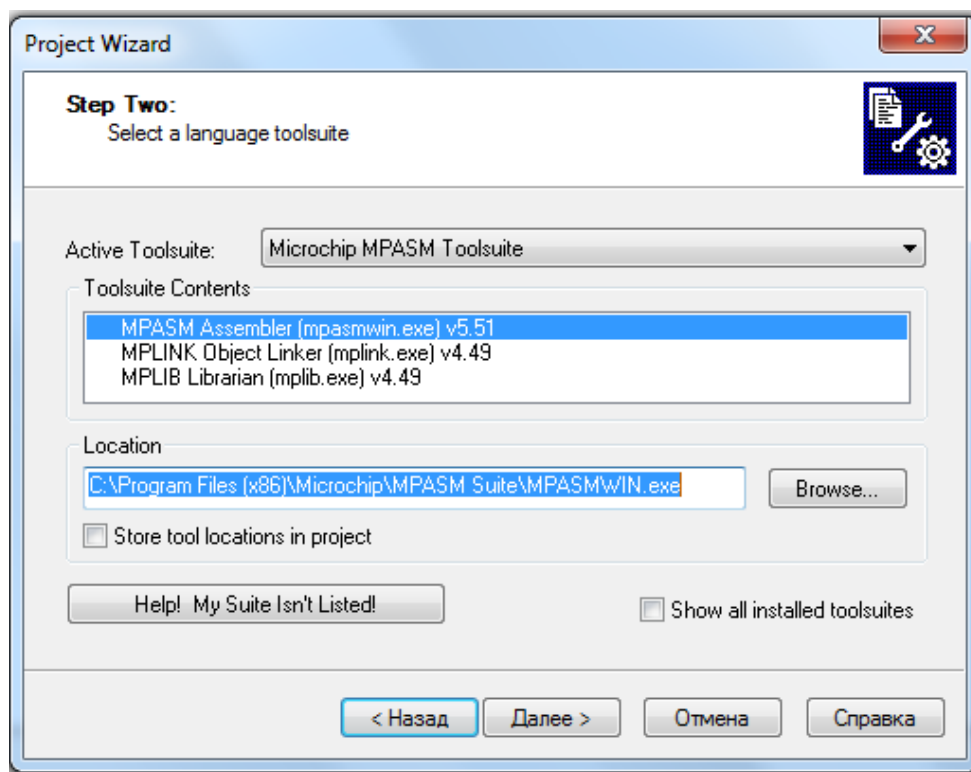 Project Wizard
Step Two:
Select a language toolsuite
Active Toolsuite: Microchip MPASM Toolsuite
Toolsuite Contents
MPASM Assembler (mpasmwin.exe) v5.51
MPLINK Object Linker (mplink.exe) v4.49
MPLIB Librarian (mplib.exe) v4.49
Location
C:\Program Files (x86)\Microchip\MPASM Suite\MPASMWIN.exe Browse...
Store tool locations in project
Help! My Suite Isn't Listed! Show all installed toolsuites
< Назад Далее > Отмена Справка